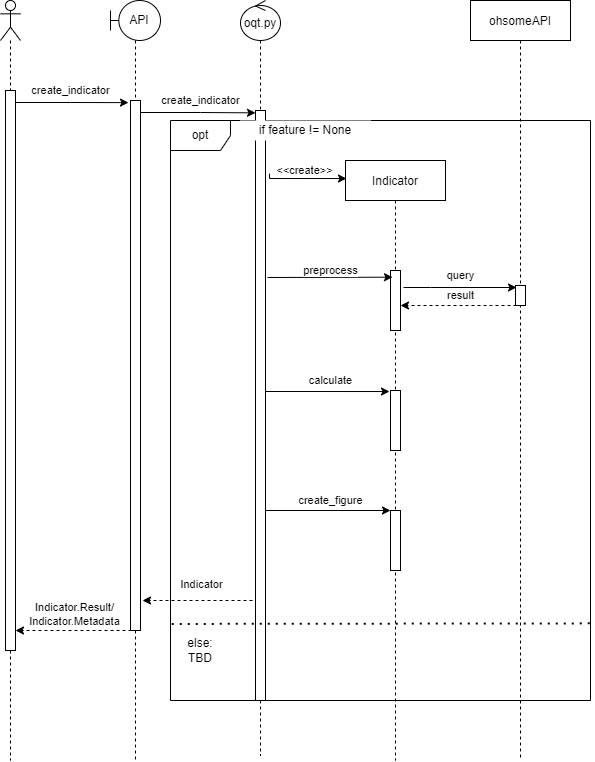 API
oqt.py
ohsomeAPI
create_indicator
create_indicator
opt
if feature != None
<<create>>
Indicator
preprocess
query
result
calculate
create_figure
Indicator
Indicator.Result/
Indicator.Metadata
else:
TBD